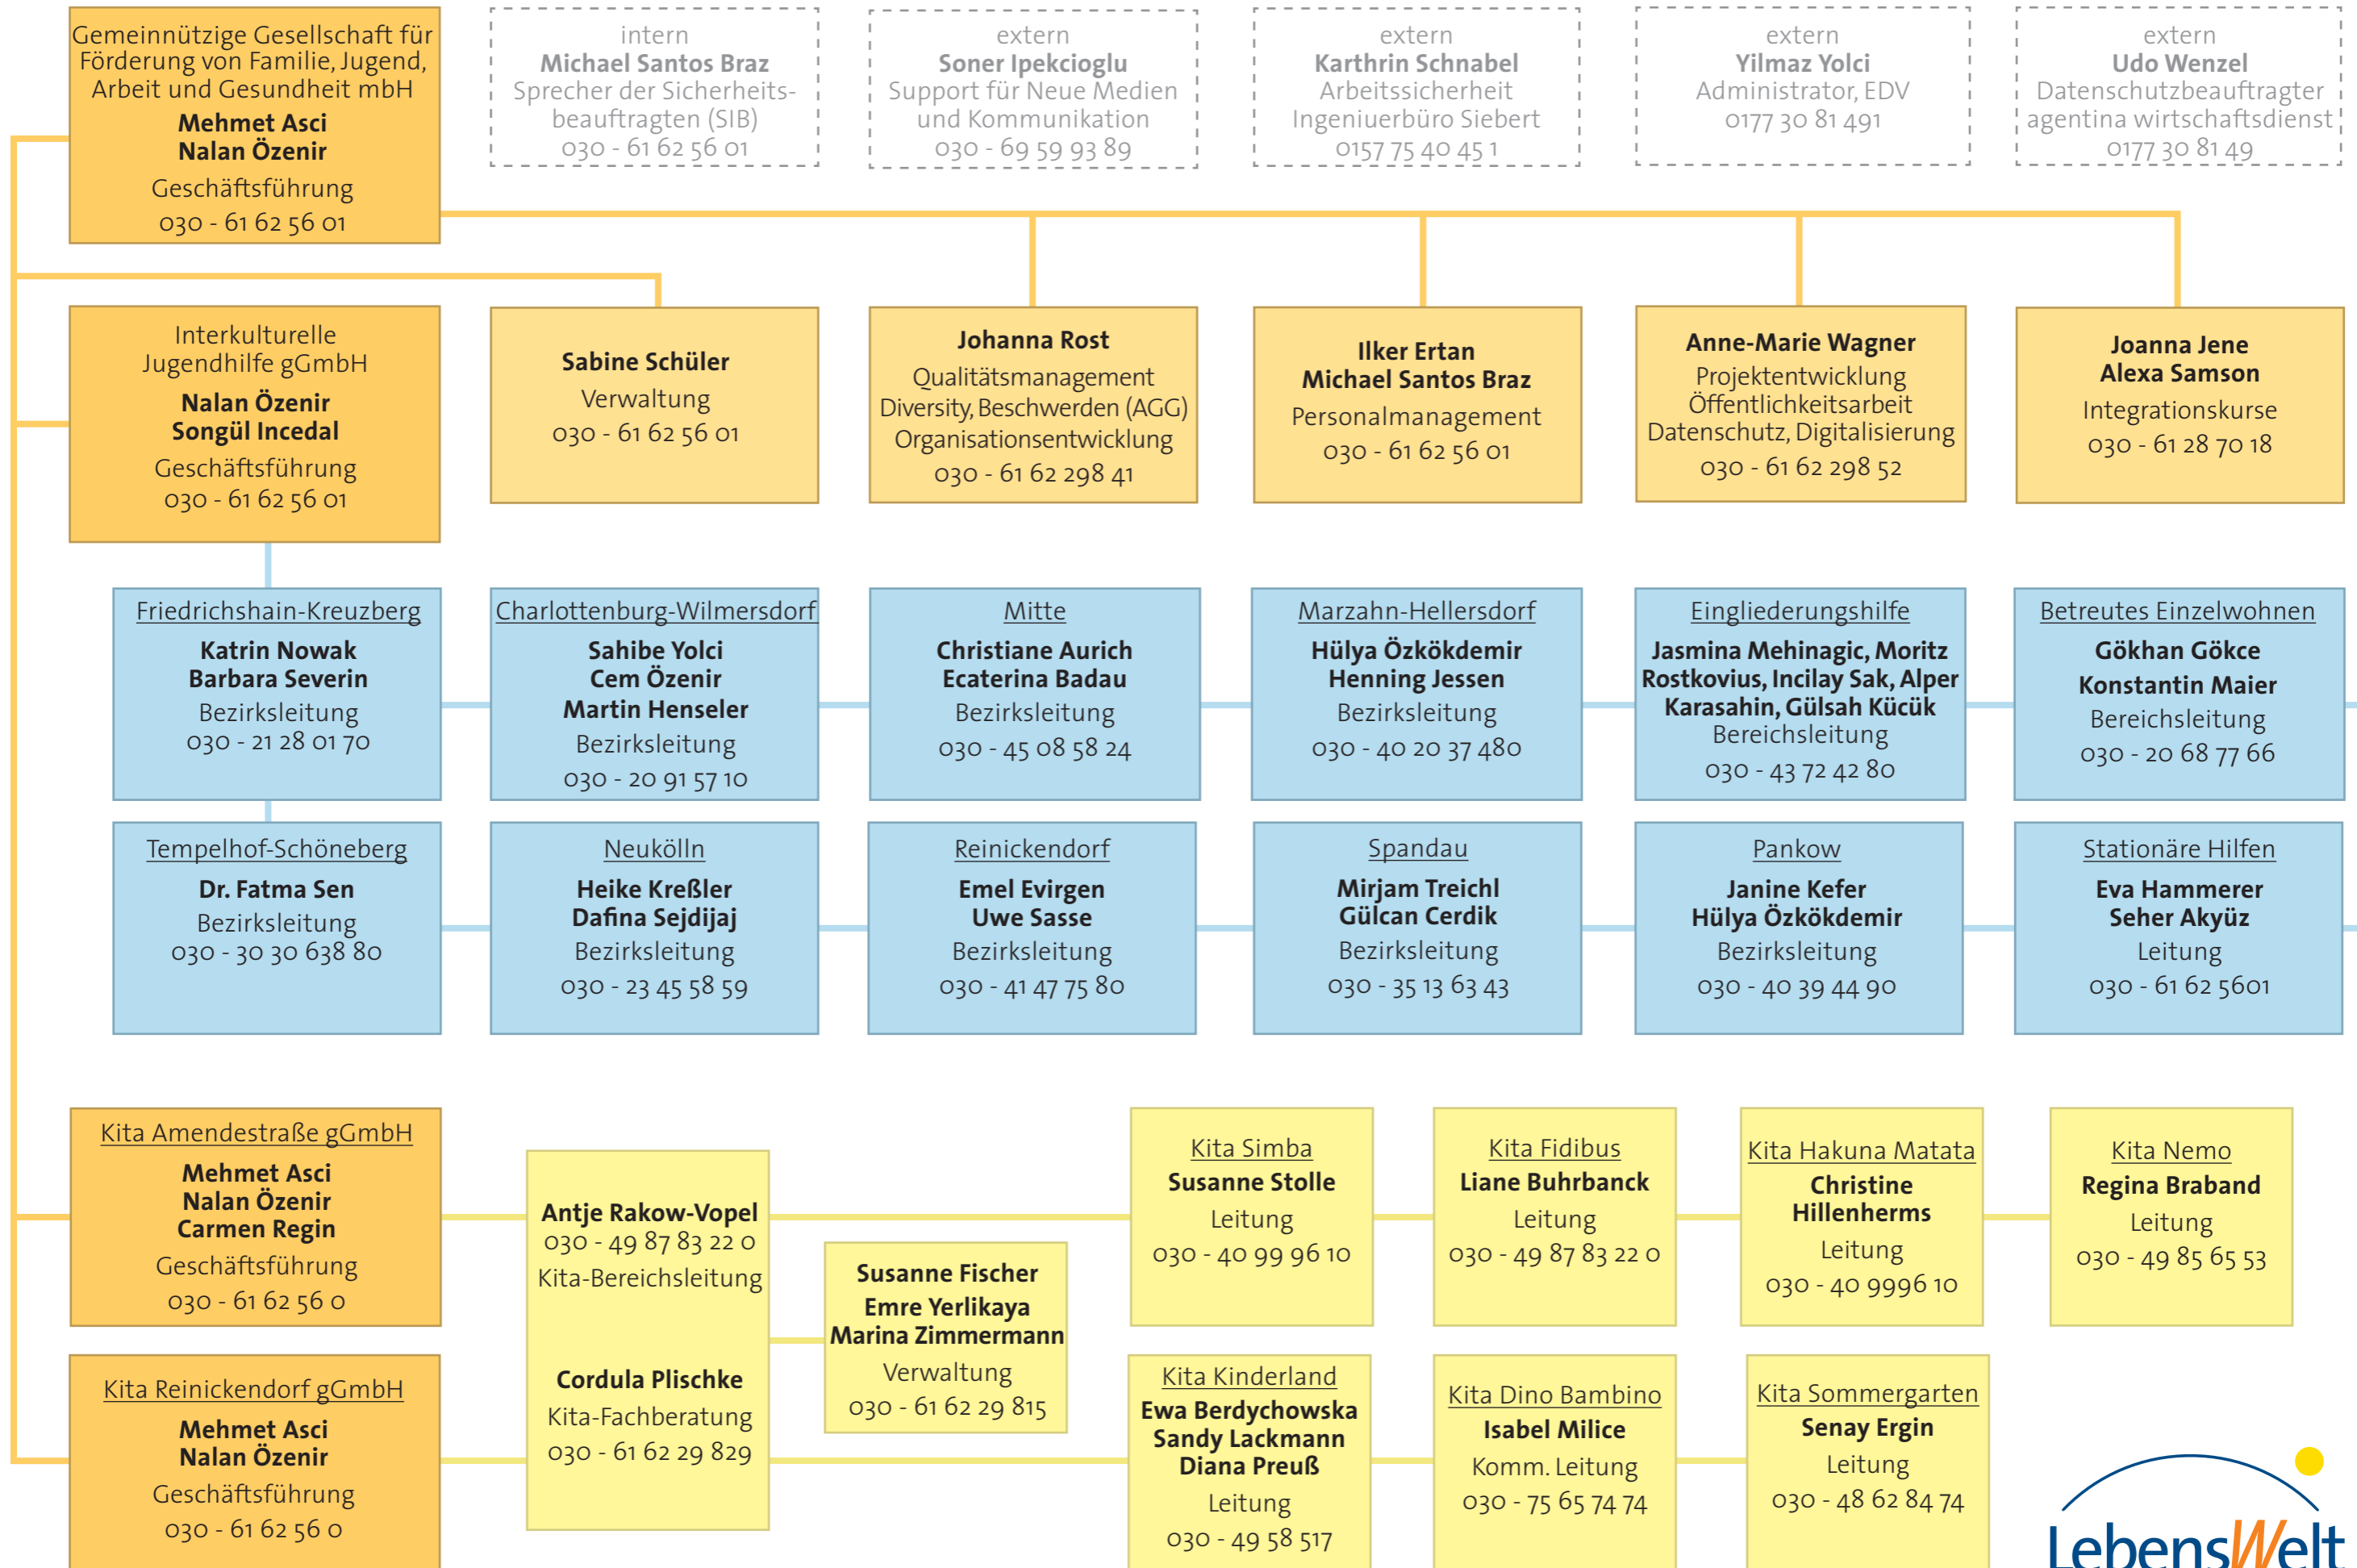 Gemeinnützige Gesellschaft für
Förderung von Familie, Jugend,
Arbeit und Gesundheit mbH
Mehmet Asci
Nalan Özenir
Geschäftsführung
030 - 61 62 56 01
intern
Michael Santos Braz
Sprecher der Sicherheits-
beauftragten (SIB)
030 - 61 62 56 01
extern
Soner Ipekcioglu
Support für Neue Medien
und Kommunikation
030 - 69 59 93 89
extern
Karthrin Schnabel
Arbeitssicherheit
Ingeniuerbüro Siebert
0157 75 40 45 1
extern
Yilmaz Yolci
Administrator, EDV
0177 30 81 491
extern
Udo Wenzel
Datenschutzbeauftragter
agentina wirtschaftsdienst
0177 30 81 49
Interkulturelle
Jugendhilfe gGmbH
Nalan Özenir
Songül Incedal
Geschäftsführung
030 - 61 62 56 01
Sabine Schüler
Verwaltung
030 - 61 62 56 01
Johanna Rost
Qualitätsmanagement
Diversity, Beschwerden (AGG)
Organisationsentwicklung
030 - 61 62 298 41
Ilker Ertan
Michael Santos Braz
Personalmanagement
030 - 61 62 56 01
Anne-Marie Wagner
Projektentwicklung
Öffentlichkeitsarbeit
Datenschutz, Digitalisierung
030 - 61 62 298 52
Joanna Jene
Alexa Samson
Integrationskurse
030 - 61 28 70 18
Friedrichshain-Kreuzberg
Katrin Nowak
Barbara Severin
Bezirksleitung
030 - 21 28 01 70
Charlottenburg-Wilmersdorf
Sahibe Yolci
Cem Özenir
Martin Henseler
Bezirksleitung
030 - 20 91 57 10
Mitte
Christiane Aurich
Ecaterina Badau
Bezirksleitung
030 - 45 08 58 24
Marzahn-Hellersdorf
Hülya Özkökdemir
Henning Jessen
Bezirksleitung
030 - 40 20 37 480
Eingliederungshilfe
Jasmina Mehinagic, Moritz
Rostkovius, Incilay Sak, Alper
Karasahin, Gülsah Kücük
Bereichsleitung
030 - 43 72 42 80
Betreutes Einzelwohnen
Gökhan Gökce
Konstantin Maier
Bereichsleitung
030 - 20 68 77 66
Tempelhof-Schöneberg
Dr. Fatma Sen
Bezirksleitung
030 - 30 30 638 80
Neukölln
Heike Kreßler
Dafina Sejdijaj
Bezirksleitung
030 - 23 45 58 59
Reinickendorf
Emel Evirgen
Uwe Sasse
Bezirksleitung
030 - 41 47 75 80
Spandau
Mirjam Treichl
Gülcan Cerdik
Bezirksleitung
030 - 35 13 63 43
Pankow
Janine Kefer
Hülya Özkökdemir
Bezirksleitung
030 - 40 39 44 90
Stationäre Hilfen
Eva Hammerer
Seher Akyüz
Leitung
030 - 61 62 5601
Kita Amendestraße gGmbH
Mehmet Asci
Nalan Özenir
Carmen Regin
Geschäftsführung
030 - 61 62 56 0
Antje Rakow-Vopel
030 - 49 87 83 22 0
Kita-Bereichsleitung
Cordula Plischke
Kita-Fachberatung
030 - 61 62 29 829
Susanne Fischer
Emre Yerlikaya
Marina Zimmermann
Verwaltung
030 - 61 62 29 815
Kita Simba
Susanne Stolle
Leitung
030 - 40 99 96 10
Kita Fidibus
Liane Buhrbanck
Leitung
030 - 49 87 83 22 0
Kita Hakuna Matata
Christine
Hillenherms
Leitung
030 - 40 9996 10
Kita Nemo
Regina Braband
Leitung
030 - 49 85 65 53
Kita Reinickendorf gGmbH
Mehmet Asci
Nalan Özenir
Geschäftsführung
030 - 61 62 56 0
Kita Kinderland
Ewa Berdychowska
Sandy Lackmann
Diana Preuß
Leitung
030 - 49 58 517
Kita Dino Bambino
Isabel Milice
Komm. Leitung
030 - 75 65 74 74
Kita Sommergarten
Senay Ergin
Leitung
030 - 48 62 84 74
LebensWelt